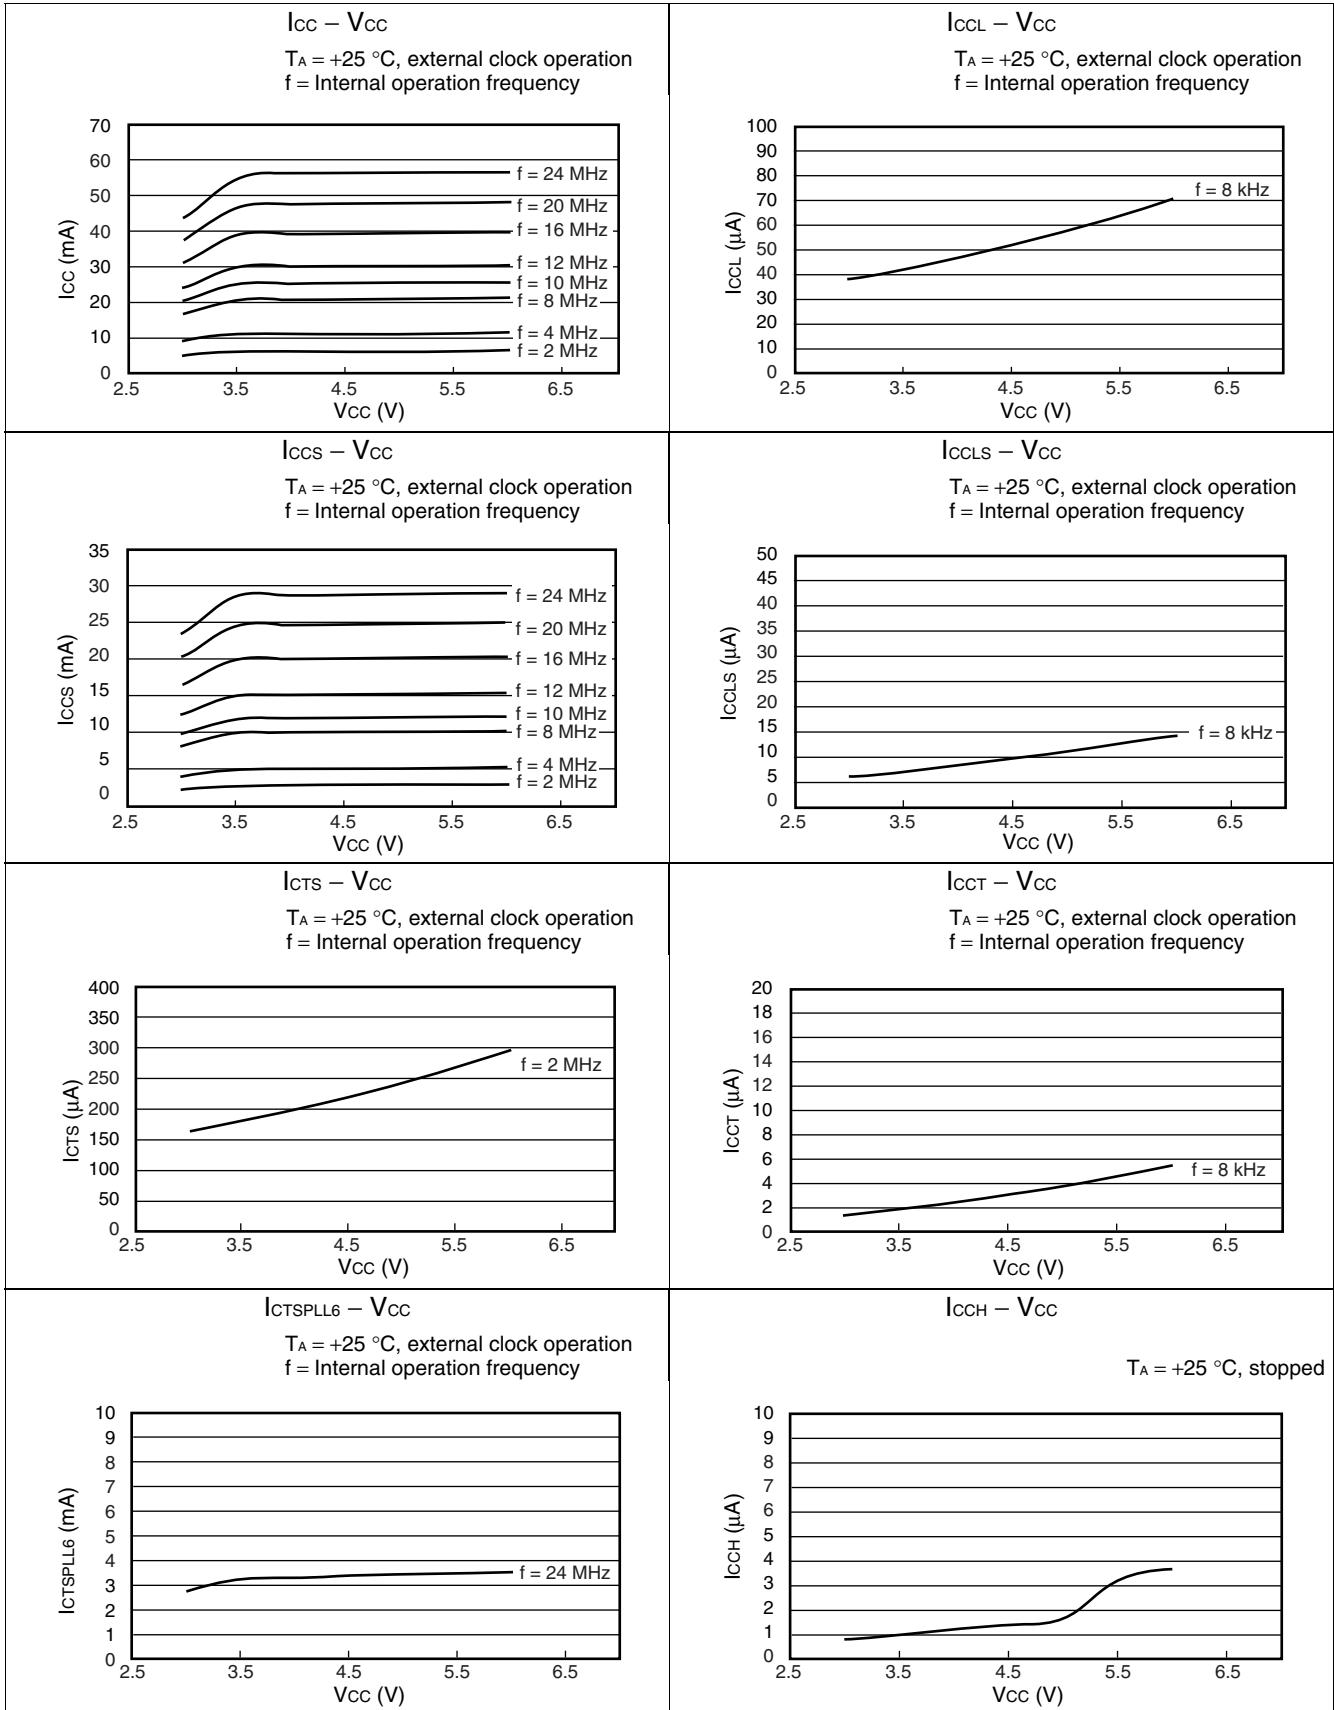 ICC – VCC
TA = +25 °C, external clock operation
f = Internal operation frequency
70
60
50
40
30
20
10
0
ICC (mA)
f = 24 MHz
f = 20 MHz
f = 16 MHz
f = 12 MHz
f = 10 MHz
f = 8 MHz
f = 4 MHz
f = 2 MHz
2.5 3.5 4.5 5.5 6.5
VCC (V)
ICCL – VCC
TA = +25 °C, external clock operation
f = Internal operation frequency
100
90
80
70
60
50
40
30
20
10
0
ICCL (µA)
f = 8 kHz
2.5 3.5 4.5 5.5 6.5
VCC (V)
ICCS – VCC
TA = +25 °C, external clock operation
f = Internal operation frequency
35
30
25
20
15
10
5
0
ICCS (mA)
f = 24 MHz
f = 20 MHz
f = 16 MHz
f = 12 MHz
f = 10 MHz
f = 8 MHz
f = 4 MHz
f = 2 MHz
2.5 3.5 4.5 5.5 6.5
VCC (V)
ICCLS – VCC
TA = +25 °C, external clock operation
f = Internal operation frequency
50
45
40
35
30
25
20
15
10
5
0
ICCLS (µA)
f = 8 kHz
2.5 3.5 4.5 5.5 6.5
VCC (V)
ICTS – VCC
TA = +25 °C, external clock operation
f = Internal operation frequency
400
350
300
250
200
150
100
50
0
ICTS (µA)
f = 2 MHz
2.5 3.5 4.5 5.5 6.5
VCC (V)
ICCT – VCC
TA = +25 °C, external clock operation
f = Internal operation frequency
20
18
16
14
12
10
8
6
4
2
0
ICCT (µA)
f = 8 kHz
2.5 3.5 4.5 5.5 6.5
VCC (V)
ICTSPLL6 – VCC
TA = +25 °C, external clock operation
f = Internal operation frequency
10
9
8
7
6
5
4
3
2
1
0
ICTSPLL6 (mA)
f = 24 MHz
2.5 3.5 4.5 5.5 6.5
VCC (V)
ICCH – VCC
TA = +25 °C, stopped
10
9
8
7
6
5
4
3
2
1
0
ICCH (µA)
2.5 3.5 4.5 5.5 6.5
VCC (V)